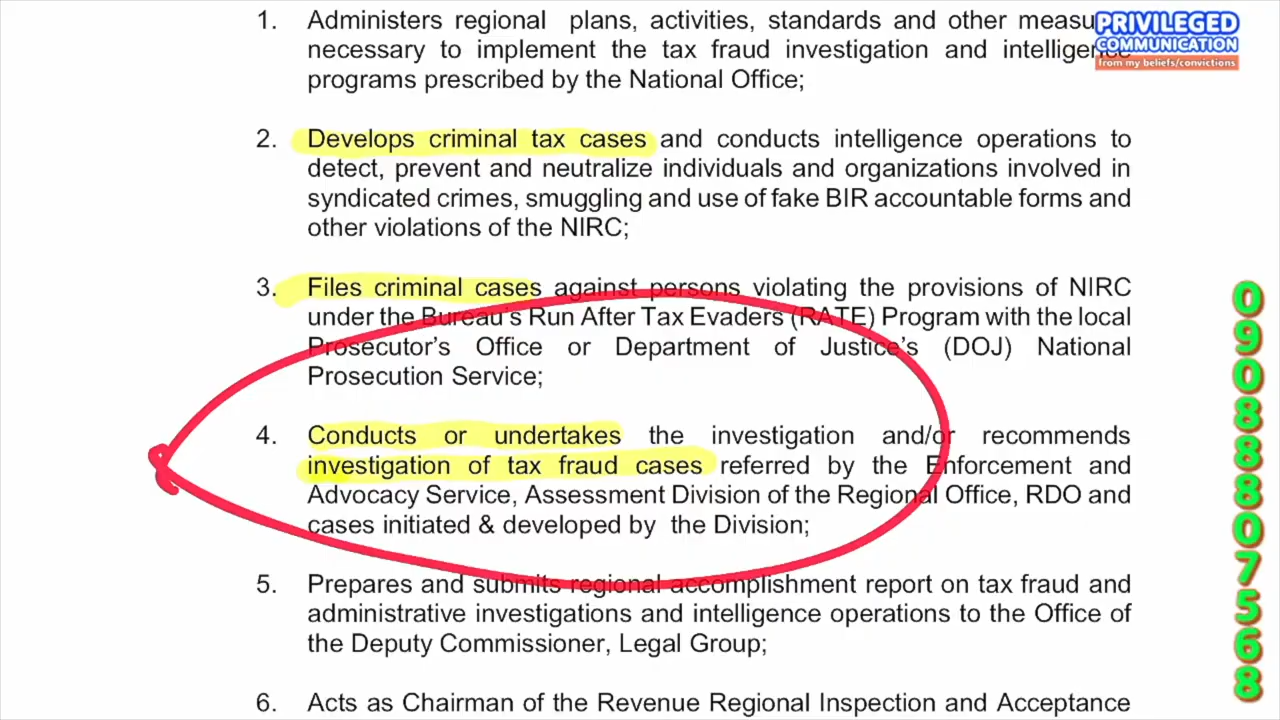 1. Administers regional plans, activities, standards and other measures
necessary to implement the tax fraud investigation and intelligence
programs prescribed by the National Office;
PRIVILEGED
COMMUNICATION
from my beliefs/convictions
2. Develops criminal tax cases and conducts intelligence operations to
detect, prevent and neutralize individuals and organizations involved in
syndicated crimes, smuggling and use of fake BIR accountable forms and
other violations of the NIRC;
3. Files criminal cases against persons violating the provisions of NIRC
under the Bureau's Run After Tax Evaders (RATE) Program with the local
Prosecutor's Office or Department of Justice's (DOJ) National
Prosecution Service;
4. Conducts or undertakes the investigation and/or recommends
investigation of tax fraud cases referred by the Enforcement and
Advocacy Service, Assessment Division of the Regional Office, RDO and
cases initiated & developed by the Division;
5. Prepares and submits regional accomplishment report on tax fraud and
administrative investigations and intelligence operations to the Office of
the Deputy Commissioner, Legal Group;
6. Acts as Chairman of the Revenue Regional Inspection and Acceptance
09088807568